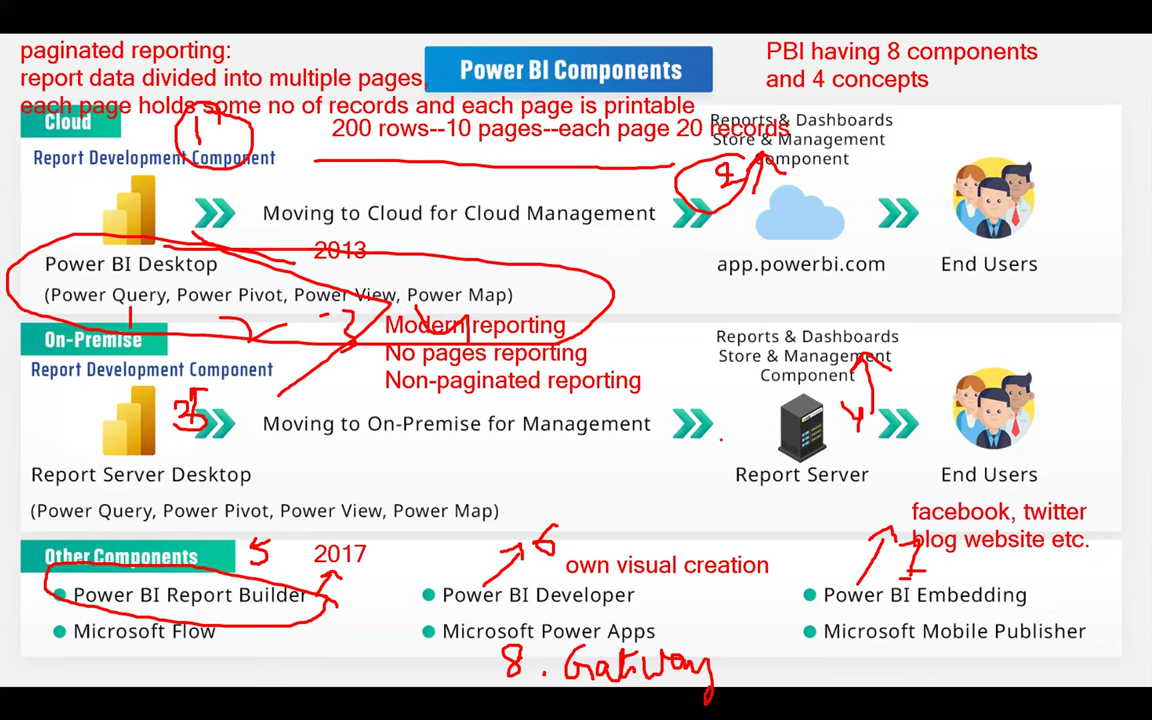 paginated reporting:
report data divided into multiple pages,
each page holds some no of records and each page is printable
Power BI Components
PBI having 8 components
and 4 concepts
Cloud
1
200 rows--10 pages--each page 20 records
Reports & Dashboards
Store & Management
Component
2
Report Development Component
Moving to Cloud for Cloud Management
2013
Power BI Desktop
app.powerbi.com
End Users
(Power Query, Power Pivot, Power View, Power Map)
1 2 3 4
Modern reporting
No pages reporting
Non-paginated reporting
On-Premise
Reports & Dashboards
Store & Management
Component
Report Development Component
3
4
Moving to On-Premise for Management
Report Server Desktop
Report Server
End Users
(Power Query, Power Pivot, Power View, Power Map)
facebook, twitter
blog website etc.
Other Components
5
2017
6
7
own visual creation
Power BI Report Builder
Power BI Developer
Power BI Embedding
Microsoft Flow
Microsoft Power Apps
Microsoft Mobile Publisher
8. Gateway